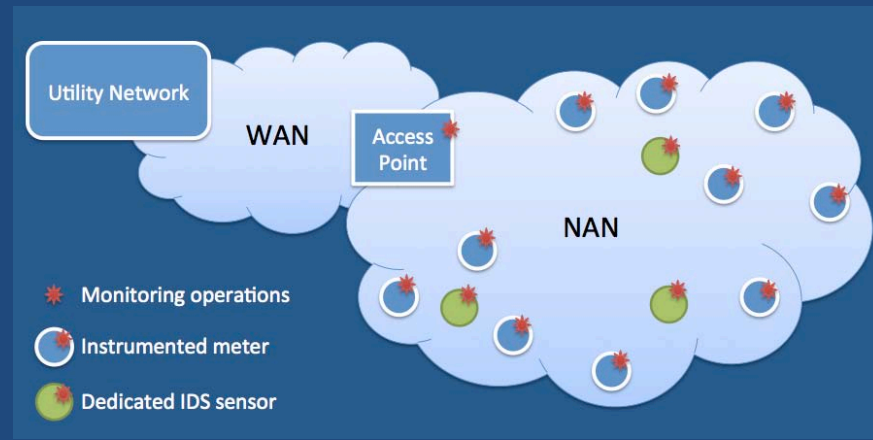 Utility Network
WAN
Access
Point
NAN
Monitoring operations
Instrumented meter
Dedicated IDS sensor